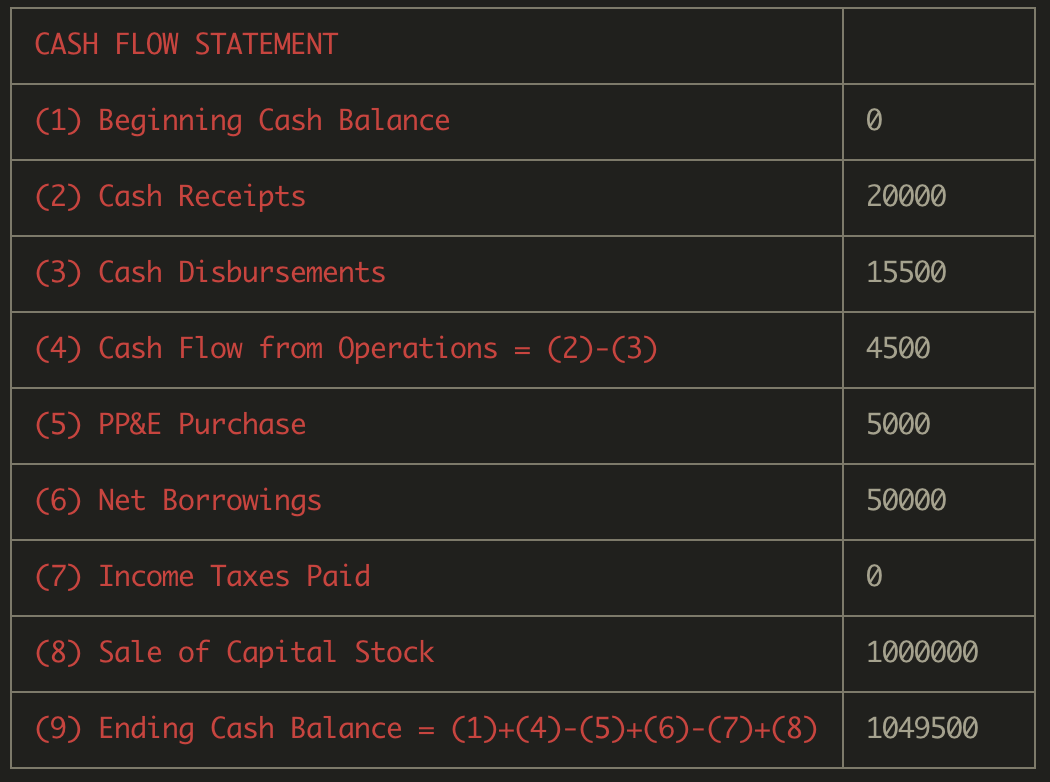 CASH FLOW STATEMENT
(1) Beginning Cash Balance 0
(2) Cash Receipts 20000
(3) Cash Disbursements 15500
(4) Cash Flow from Operations = (2)-(3) 4500
(5) PP&E Purchase 5000
(6) Net Borrowings 50000
(7) Income Taxes Paid 0
(8) Sale of Capital Stock 1000000
(9) Ending Cash Balance = (1)+(4)-(5)+(6)-(7)+(8) 1049500